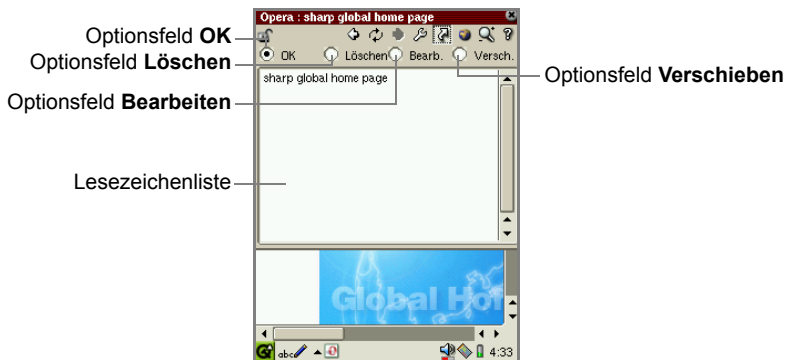 Opera : sharp global home page
Optionsfeld OK
OK Löschen Bearb. Versch.
Optionsfeld Löschen
Optionsfeld Verschieben
sharp global home page
Optionsfeld Bearbeiten
Lesezeichenliste
Global Hom
abc 4:33